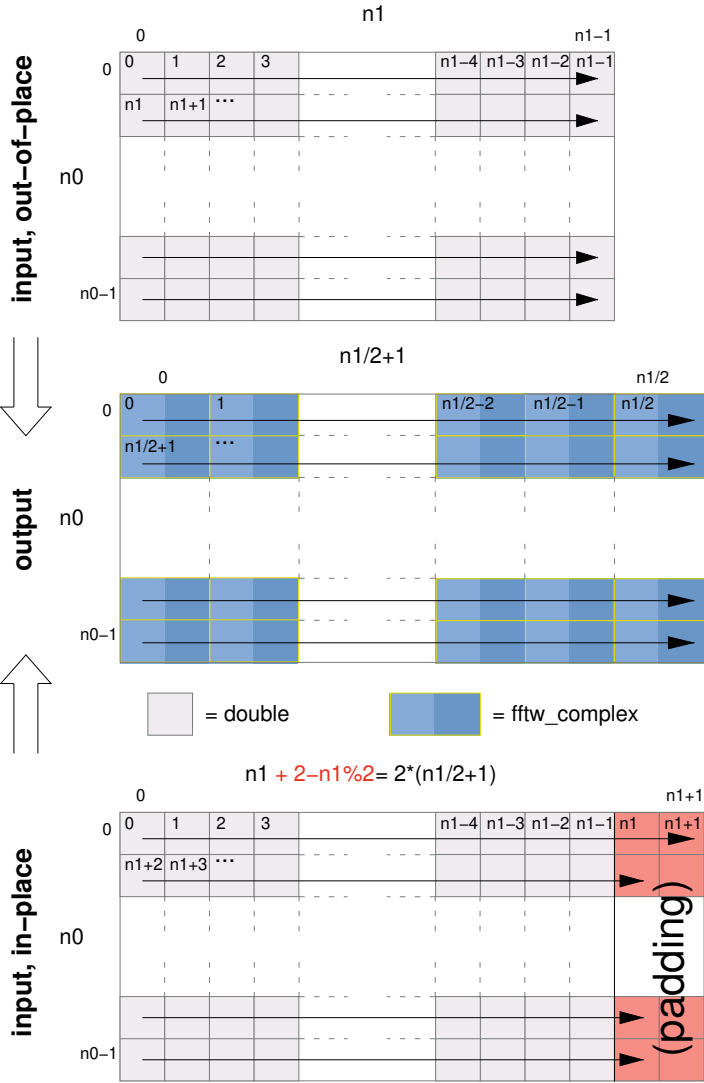 n1
0 n1−1
0 0 1 2 3 n1−4 n1−3 n1−2 n1−1
n1 n1+1 ...
n0
n0−1
input, out−of−place
n1/2+1
0 n1/2
0 0 1 n1/2−2 n1/2−1 n1/2
n1/2+1 ...
n0
n0−1
output
= double = fftw_complex
n1 + 2−n1%2= 2*(n1/2+1)
0 n1+1
0 0 1 2 3 n1−4 n1−3 n1−2 n1−1 n1 n1+1
n1+2 n1+3 ...
n0
n0−1
input, in−place
(padding)